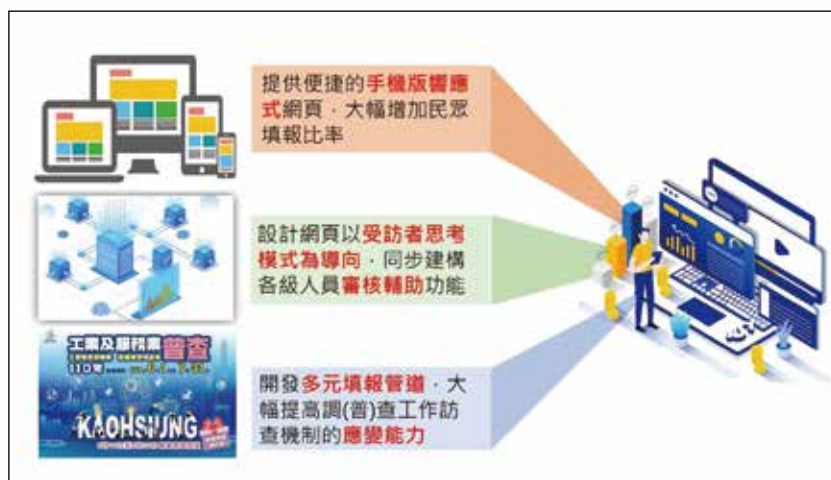 提供便捷的手機版響應
式網頁，大幅增加民眾
填報比率
設計網頁以受訪者思考
模式為導向，同步建構
各級人員審核輔助功能
工業及服務業普查
110年
KAOHSIUNG
開發多元填報管道，大
幅提高調(普)查工作訪
查機制的應變能力